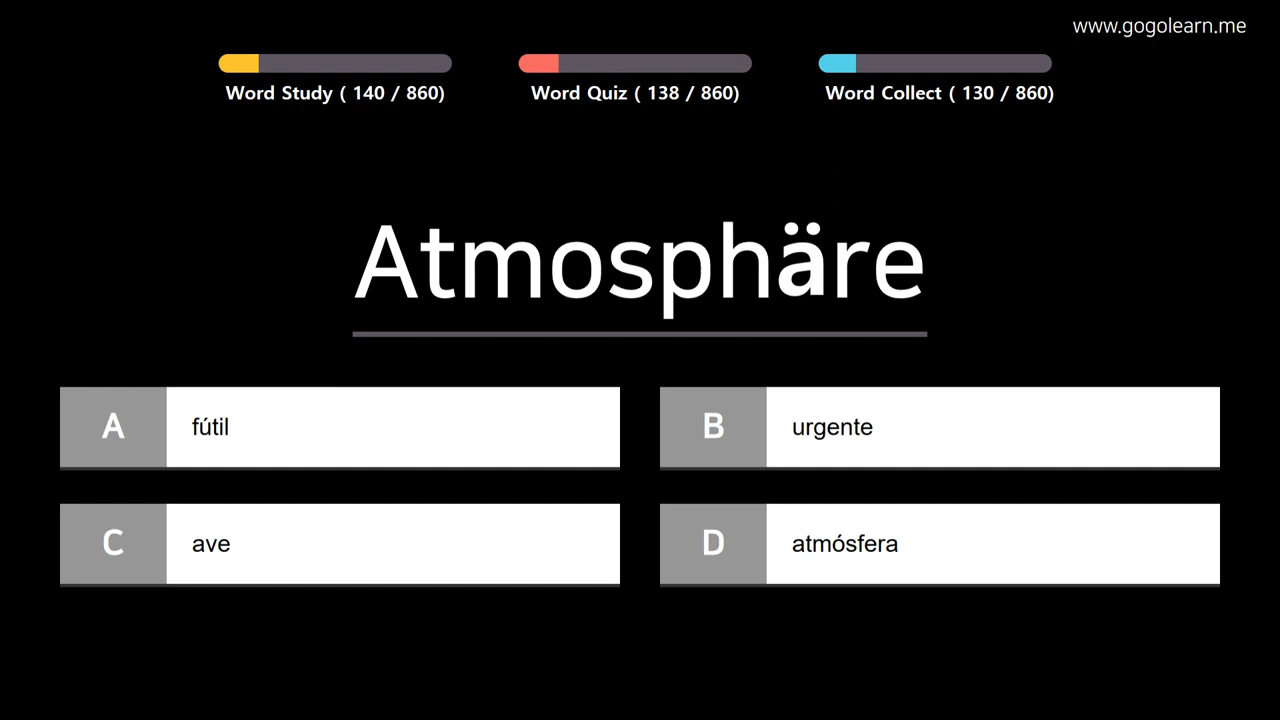 www.gogolearn.me
Word Study ( 140 / 860)
Word Quiz ( 138 / 860)
Word Collect ( 130 / 860)
Atmosphäre
A fútil
B urgente
C ave
D atmósfera